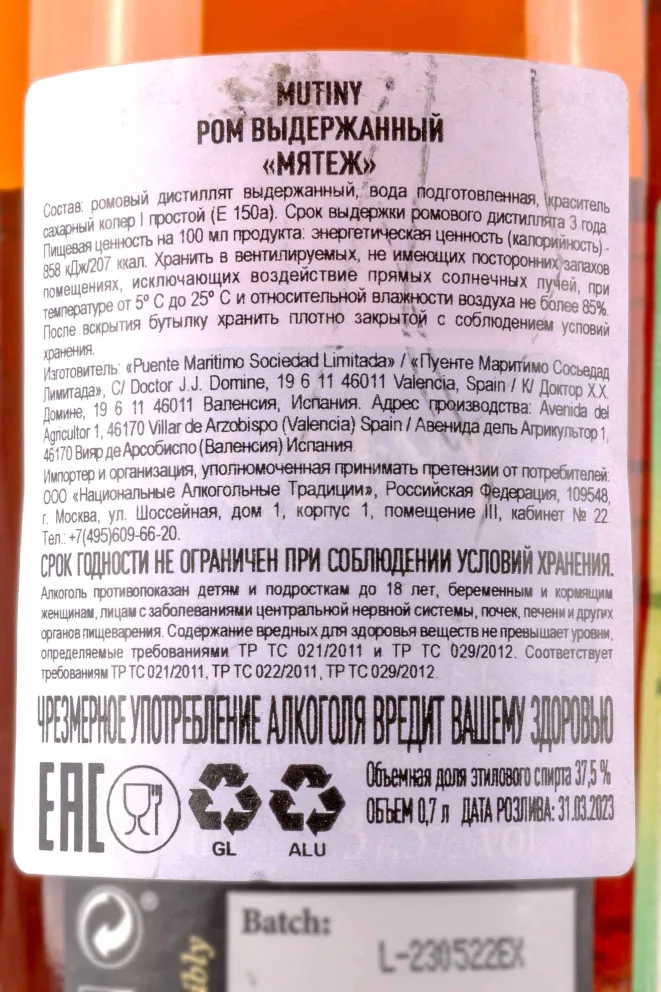 MUTINY
РОМ ВЫДЕРЖАННЫЙ
«МЯТЕЖ»
Состав: ромовый дистиллят выдержанный, вода подготовленная, краситель
сахарный колер I простой (Е 150а). Срок выдержки ромового дистиллята 3 года.
Пищевая ценность на 100 мл продукта: энергетическая ценность (калорийность) -
858 кДж/207 ккал. Хранить в вентилируемых, не имеющих посторонних запахов
помещениях, исключающих воздействие прямых солнечных лучей, при
температуре от 5° С до 25° С и относительной влажности воздуха не более 85%.
После вскрытия бутылку хранить плотно закрытой с соблюдением условий
хранения.
Изготовитель: «Puente Maritimo Sociedad Limitada» / «Пуенте Маритимо Сосьедад
Лимитада», C/ Doctor J.J. Domine, 19 6 11 46011 Valencia, Spain / К/ Доктор Х.Х.
Домине, 19 6 11 46011 Валенсия, Испания. Адрес производства: Avenida del
Agricultor 1, 46170 Villar de Arzobispo (Valencia) Spain / Авенида дель Агрикультор 1,
46170 Вияр де Арсобиспо (Валенсия) Испания.
Импортер и организация, уполномоченная принимать претензии от потребителей:
ООО «Национальные Алкогольные Традиции», Российская Федерация, 109548,
г. Москва, ул. Шоссейная, дом 1, корпус 1, помещение III, кабинет № 22.
Тел.: +7(495)609-66-20.
СРОК ГОДНОСТИ НЕ ОГРАНИЧЕН ПРИ СОБЛЮДЕНИИ УСЛОВИЙ ХРАНЕНИЯ.
Алкоголь противопоказан детям и подросткам до 18 лет, беременным и кормящим
женщинам, лицам с заболеваниями центральной нервной системы, почек, печени и других
органов пищеварения. Содержание вредных для здоровья веществ не превышает уровни,
определяемые требованиями ТР ТС 021/2011 и ТР ТС 029/2012. Соответствует
требованиям ТР ТС 021/2011, ТР ТС 022/2011, ТР ТС 029/2012.
ЧРЕЗМЕРНОЕ УПОТРЕБЛЕНИЕ АЛКОГОЛЯ ВРЕДИТ ВАШЕМУ ЗДОРОВЬЮ
EAC
GL
ALU
Объемная доля этилового спирта 37,5 %
ОБЪЕМ 0,7 л ДАТА РОЗЛИВА: 31.03.2023
Batch:
L-230522EX